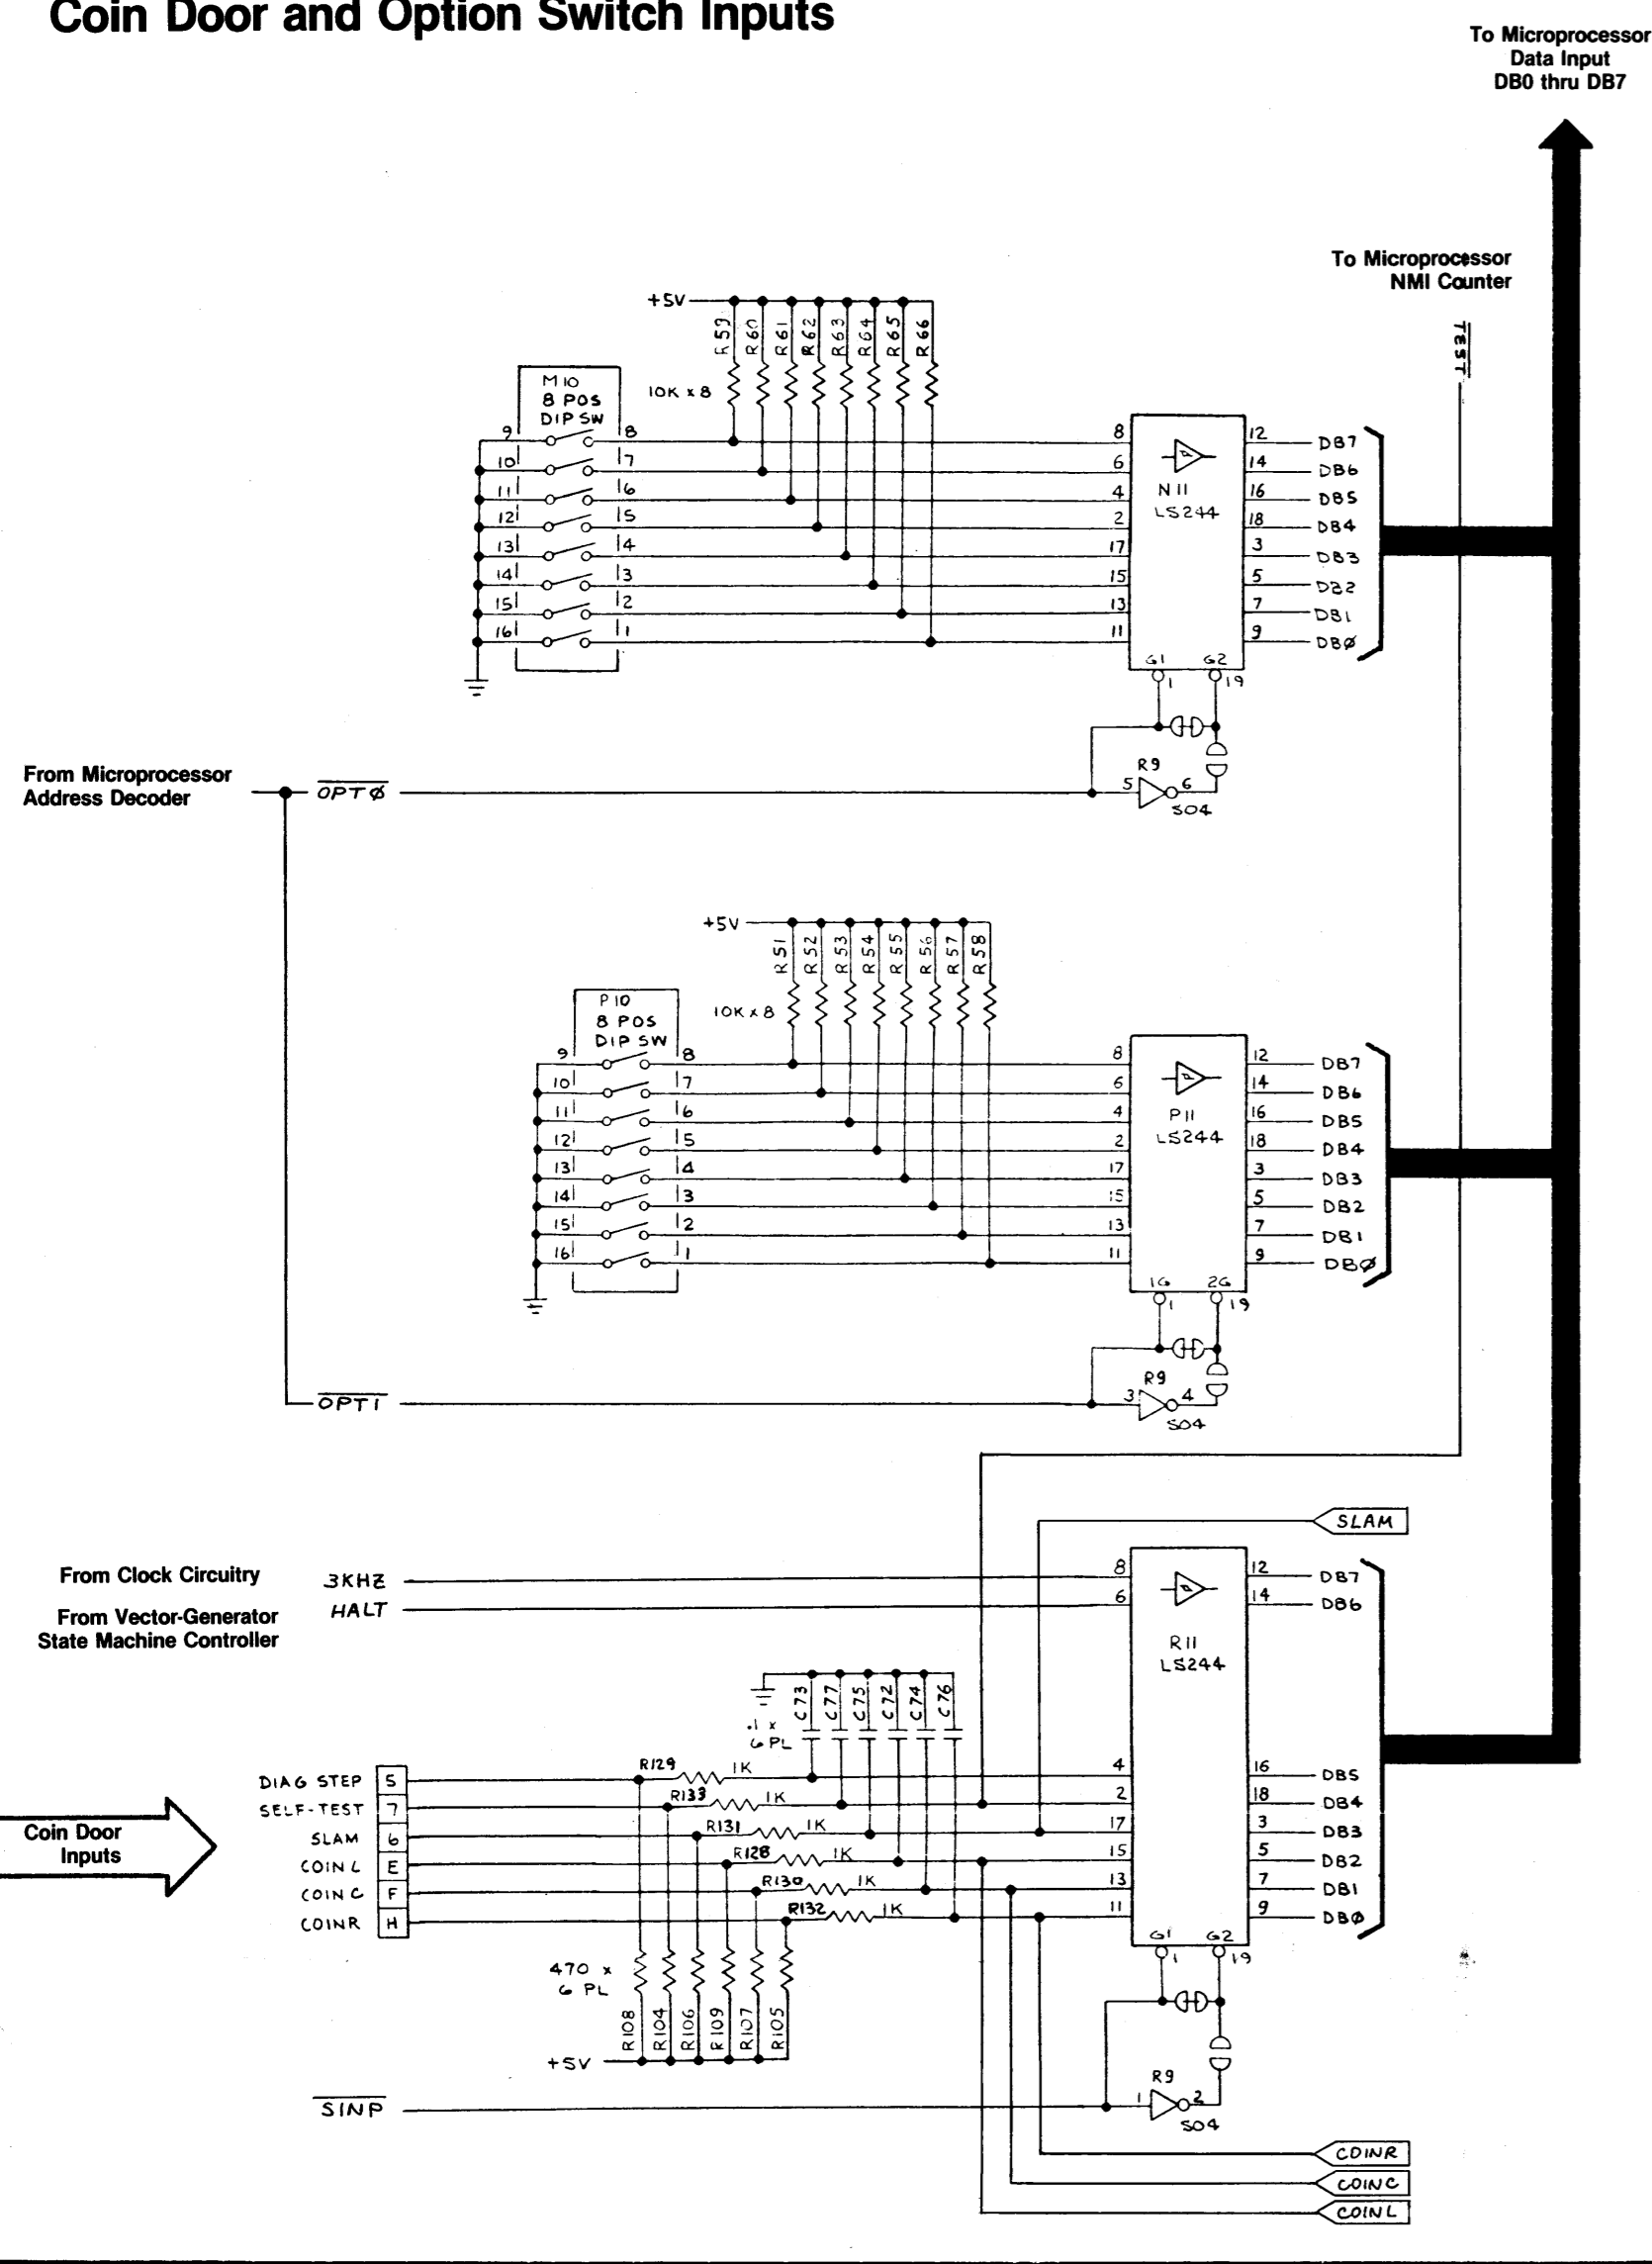 Coin Door and Option Switch Inputs
To Microprocessor
Data Input
DB0 thru DB7
To Microprocessor
NMI Counter
TEST
+5V
R59
R60
R61
R62
R63
R64
R65
R66
10K x 8
M10
8 POS
DIP SW
9 8
10 7
11 6
12 5
13 4
14 3
15 2
16 1
8 12 DB7
6 14 DB6
4 16 DB5
2 18 DB4
17 3 DB3
15 5 DB2
13 7 DB1
11 9 DBØ
N11
LS244
G1 G2
1 19
From Microprocessor
Address Decoder
OPTØ
R9
5 6
S04
+5V
R51
R52
R53
R54
R55
R56
R57
R58
10K x 8
P10
8 POS
DIP SW
9 8
10 7
11 6
12 5
13 4
14 3
15 2
16 1
8 12 DB7
6 14 DB6
4 16 DB5
2 18 DB4
17 3 DB3
15 5 DB2
13 7 DB1
11 9 DBØ
P11
LS244
1G 2G
1 19
OPT1
R9
3 4
S04
SLAM
From Clock Circuitry
3KHZ
From Vector-Generator
State Machine Controller
HALT
8 12 DB7
6 14 DB6
R11
LS244
C73
C77
C75
C72
C74
C76
.1 x
6 PL
Coin Door
Inputs
DIAG STEP 5 R129 1K 4 16 DB5
SELF-TEST 7 R133 1K 2 18 DB4
SLAM 6 R131 1K 17 3 DB3
COIN L E R128 1K 15 5 DB2
COIN C F R130 1K 13 7 DB1
COINR H R132 1K 11 9 DBØ
G1 G2
1 19
470 x
6 PL
R108
R104
R106
R109
R107
R105
+5V
SINP
R9
1 2
S04
COINR
COINC
COINL